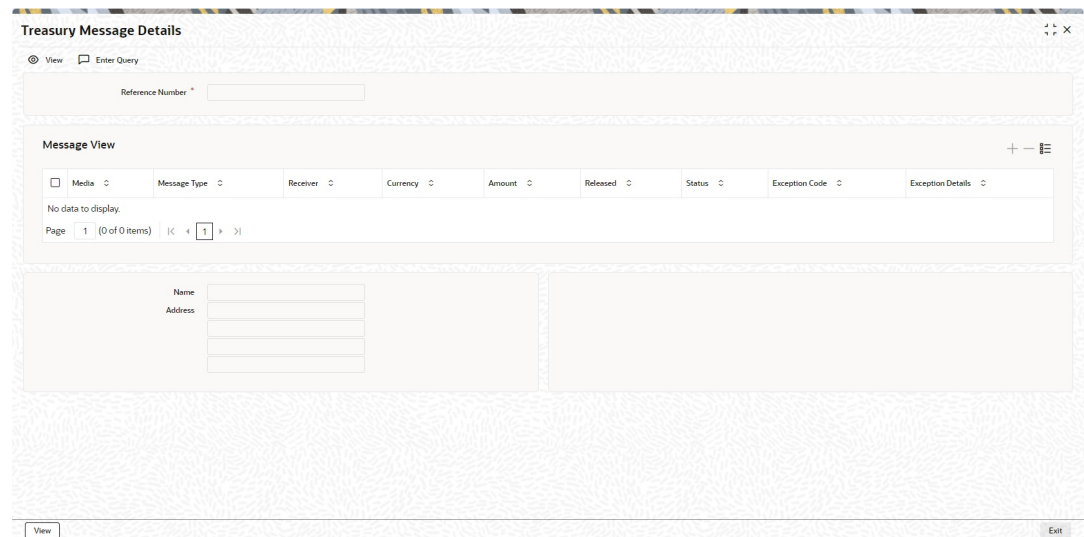 Treasury Message Details
View Enter Query
Reference Number *
Message View
Media Message Type Receiver Currency Amount Released Status Exception Code Exception Details
No data to display.
Page 1 (0 of 0 items) 1
Name
Address
View Exit